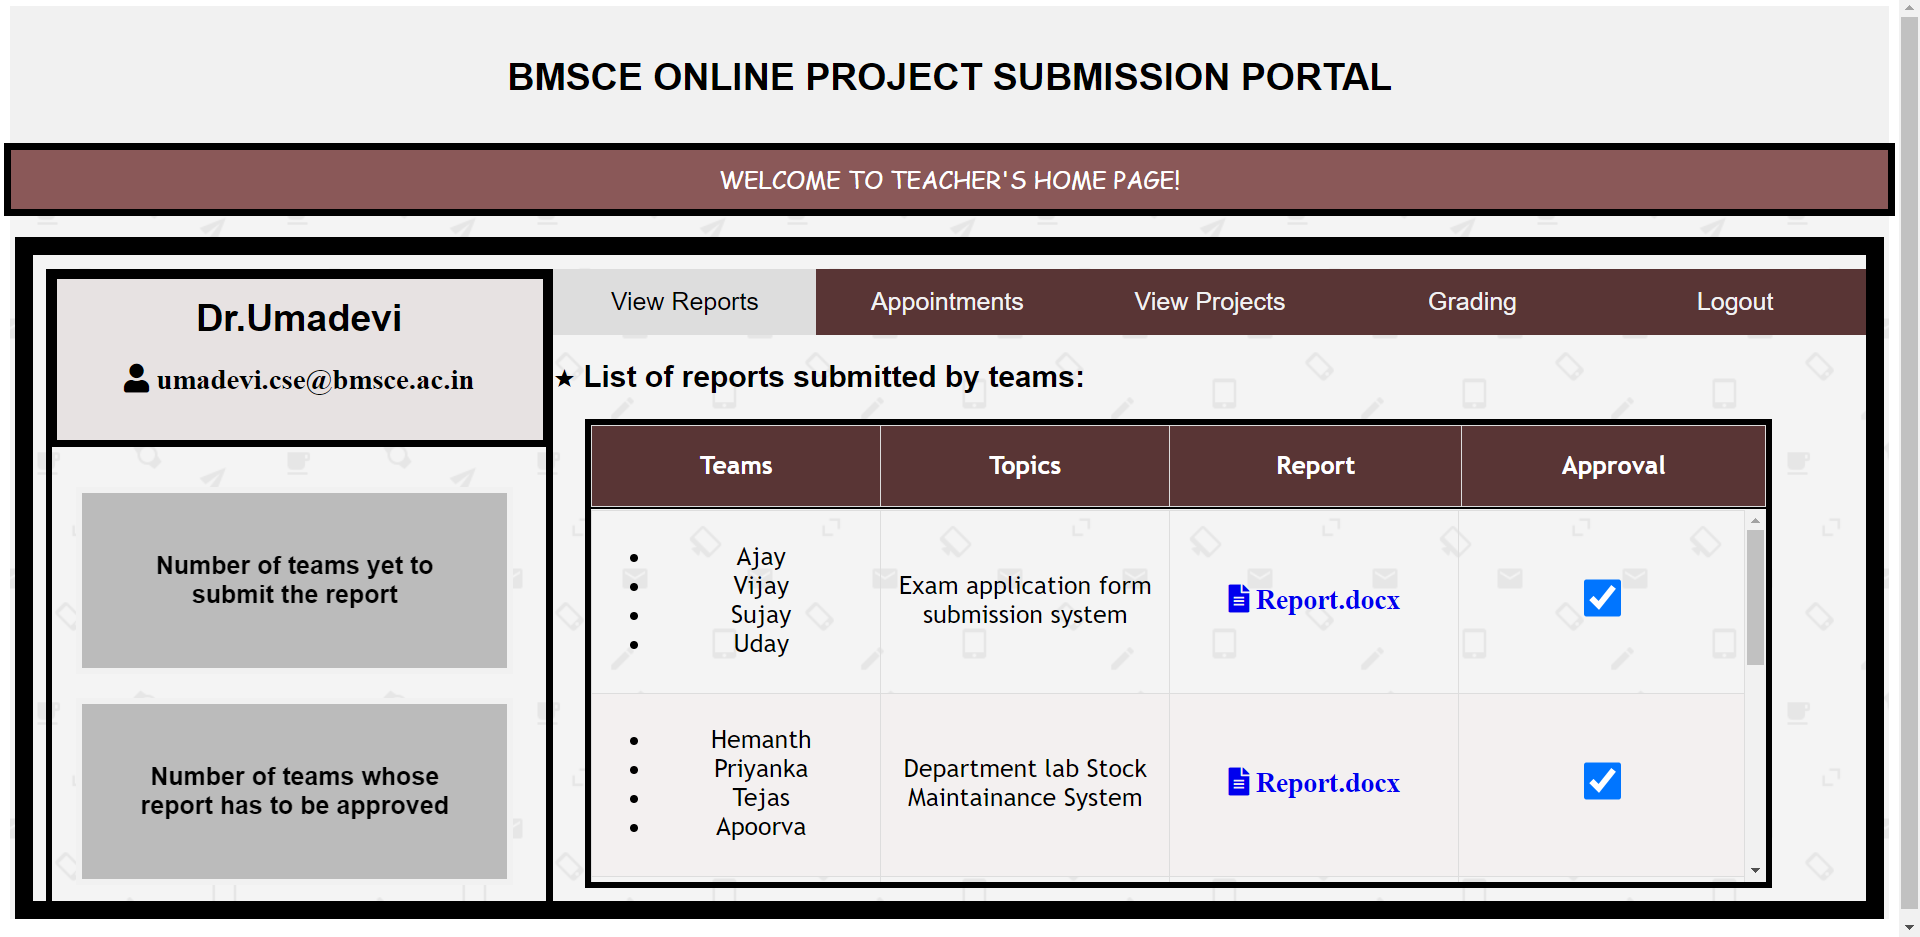 BMSCE ONLINE PROJECT SUBMISSION PORTAL
WELCOME TO TEACHER'S HOME PAGE!
Dr.Umadevi
umadevi.cse@bmsce.ac.in
Number of teams yet to
submit the report
Number of teams whose
report has to be approved
View Reports
Appointments
View Projects
Grading
Logout
★ List of reports submitted by teams:
Teams
Topics
Report
Approval
• Ajay
• Vijay
• Sujay
• Uday
Exam application form
submission system
Report.docx
• Hemanth
• Priyanka
• Tejas
• Apoorva
Department lab Stock
Maintainance System
Report.docx